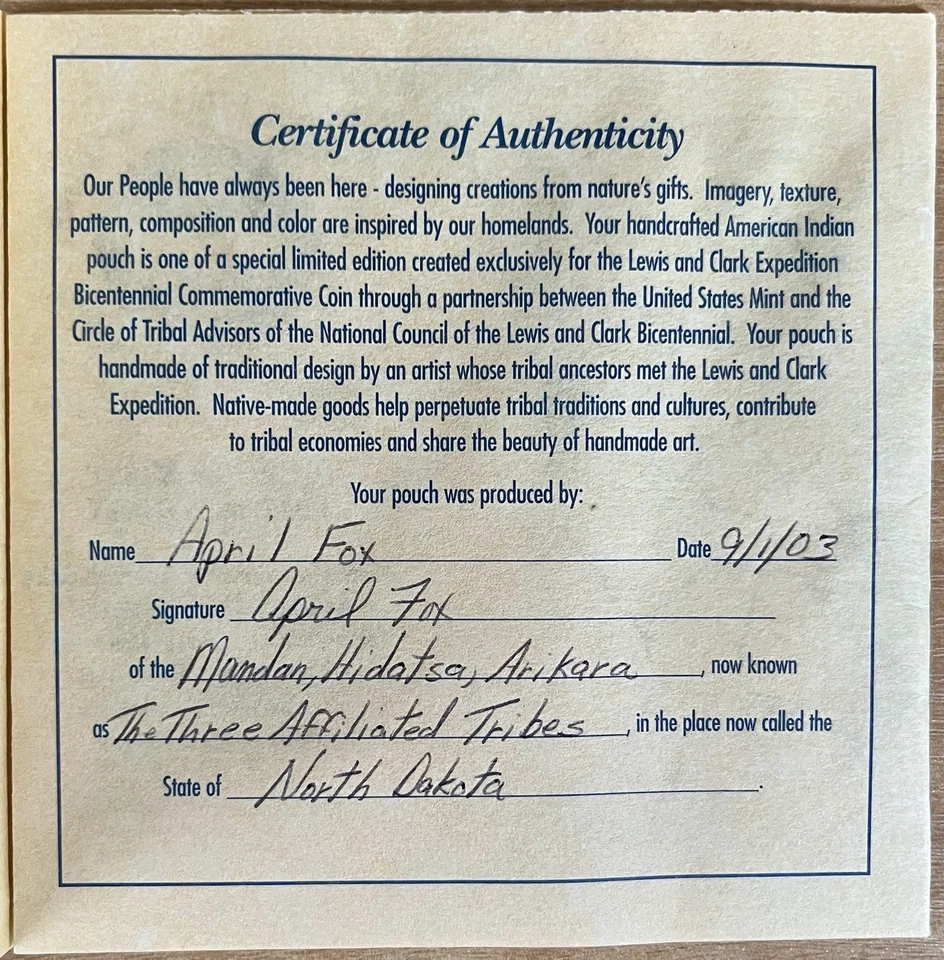 Certificate of Authenticity
Our People have always been here - designing creations from nature's gifts. Imagery, texture,
pattern, composition and color are inspired by our homelands. Your handcrafted American Indian
pouch is one of a special limited edition created exclusively for the Lewis and Clark Expedition
Bicentennial Commemorative Coin through a partnership between the United States Mint and the
Circle of Tribal Advisors of the National Council of the Lewis and Clark Bicentennial. Your pouch is
handmade of traditional design by an artist whose tribal ancestors met the Lewis and Clark
Expedition. Native-made goods help perpetuate tribal traditions and cultures, contribute
to tribal economies and share the beauty of handmade art.
Your pouch was produced by:
Name April Fox Date 9/1/03
Signature April Fox
of the Mandan, Hidatsa, Arikara, now known
as The Three Affiliated Tribes, in the place now called the
State of North Dakota.